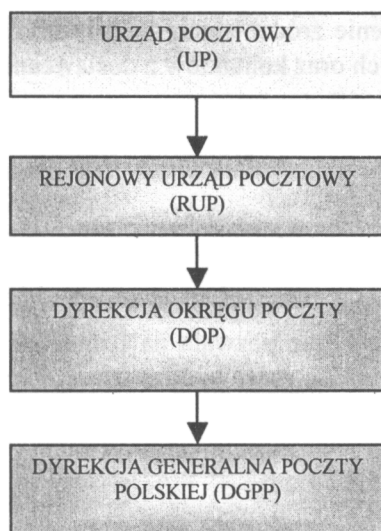 URZĄD POCZTOWY
(UP)
REJONOWY URZĄD POCZTOWY
(RUP)
DYREKCJA OKRĘGU POCZTY
(DOP)
DYREKCJA GENERALNA POCZTY
POLSKIEJ (DGPP)